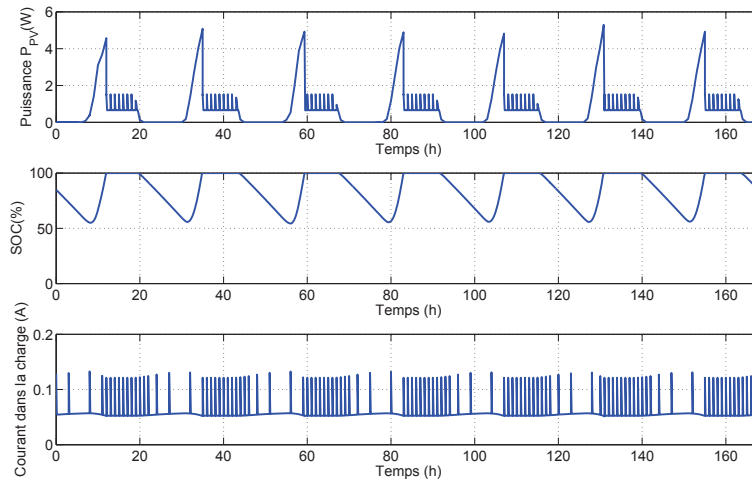 Puissance P_PV(W)
6
4
2
0
0 20 40 60 80 100 120 140 160
Temps (h)
SOC(%)
100
50
0
0 20 40 60 80 100 120 140 160
Temps (h)
Courant dans la charge (A)
0.2
0.1
0
0 20 40 60 80 100 120 140 160
Temps (h)